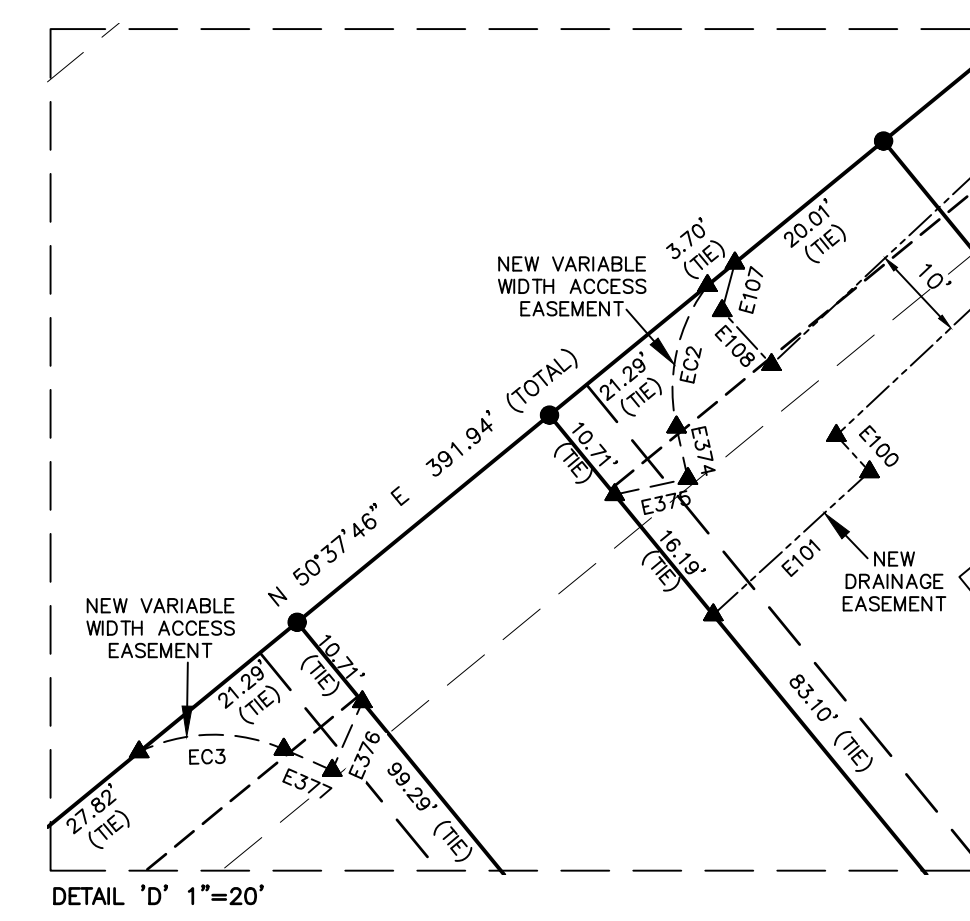 3.70'
(TIE)
20.01'
(TIE)
NEW VARIABLE
WIDTH ACCESS
EASEMENT
E107
10'
E108
EC2
21.29'
(TIE)
N 50°37'46" E 391.94' (TOTAL)
10.71'
(TIE)
E374
E100
E375
16.19'
(TIE)
E101
NEW
DRAINAGE
EASEMENT
NEW VARIABLE
WIDTH ACCESS
EASEMENT
10.71'
(TIE)
21.29'
(TIE)
83.10' (TIE)
EC3
E376
E377
99.29' (TIE)
27.82'
(TIE)
DETAIL 'D' 1"=20'